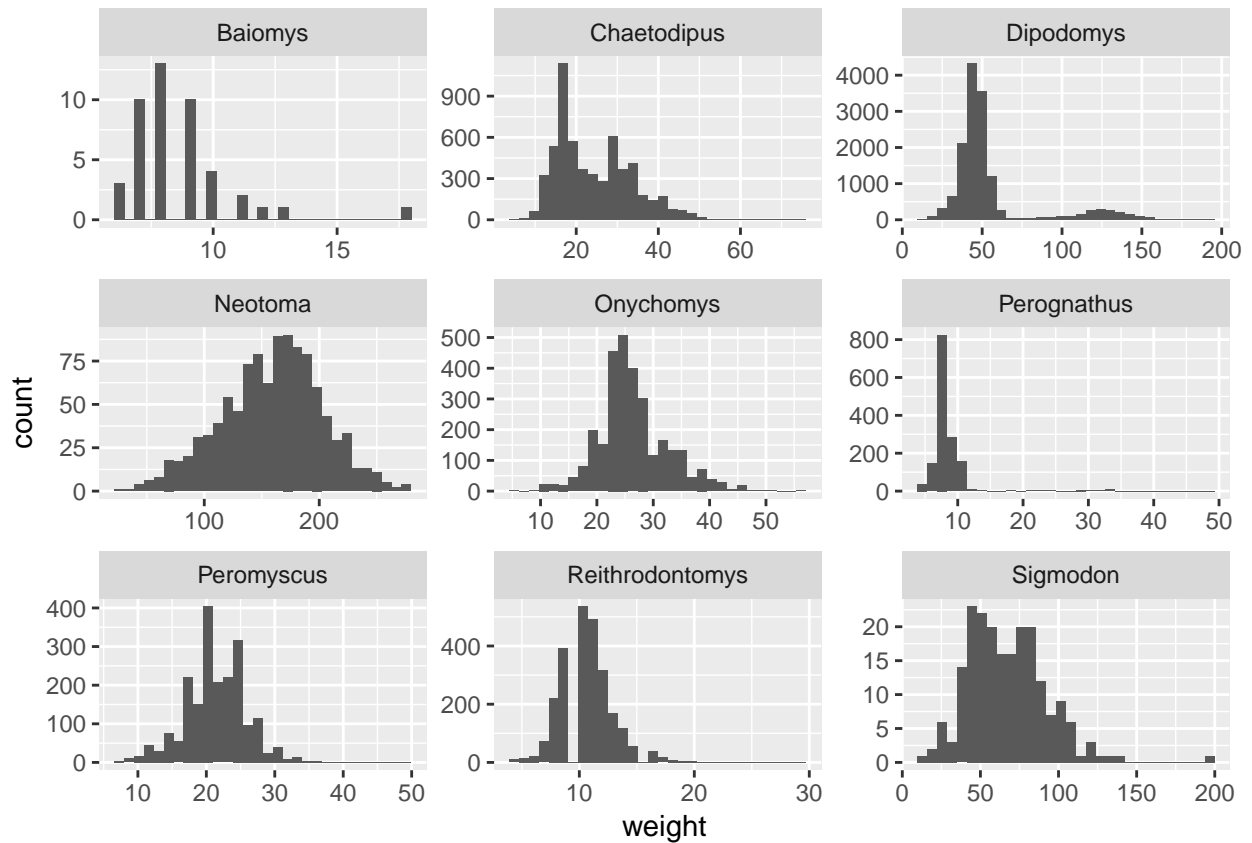 Baiomys
Chaetodipus
Dipodomys
10
5
0
10 15
900
600
300
0
20 40 60
4000
3000
2000
1000
0
0 50 100 150 200
Neotoma
Onychomys
Perognathus
75
50
25
0
100 200
500
400
300
200
100
0
10 20 30 40 50
800
600
400
200
0
10 20 30 40 50
Peromyscus
Reithrodontomys
Sigmodon
400
300
200
100
0
10 20 30 40 50
400
200
0
10 20 30
20
15
10
5
0
0 50 100 150 200
count
weight